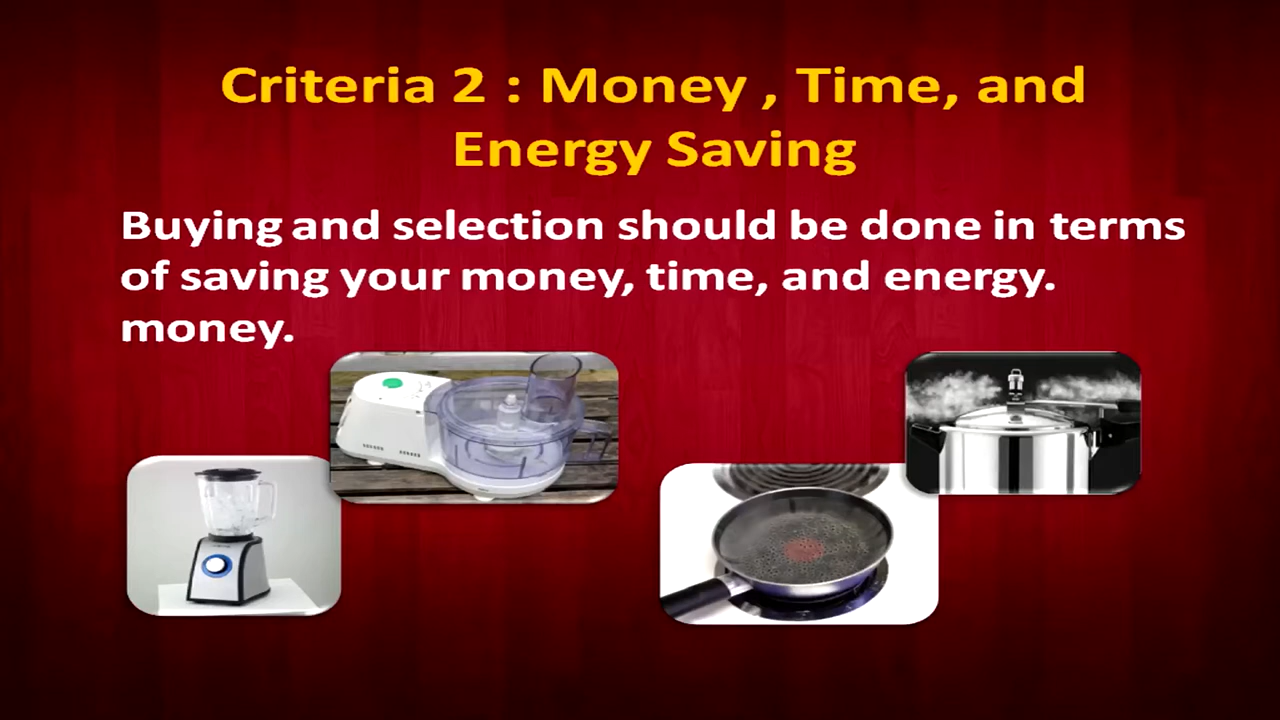 Criteria 2 : Money , Time, and
Energy Saving
Buying and selection should be done in terms
of saving your money, time, and energy.
money.